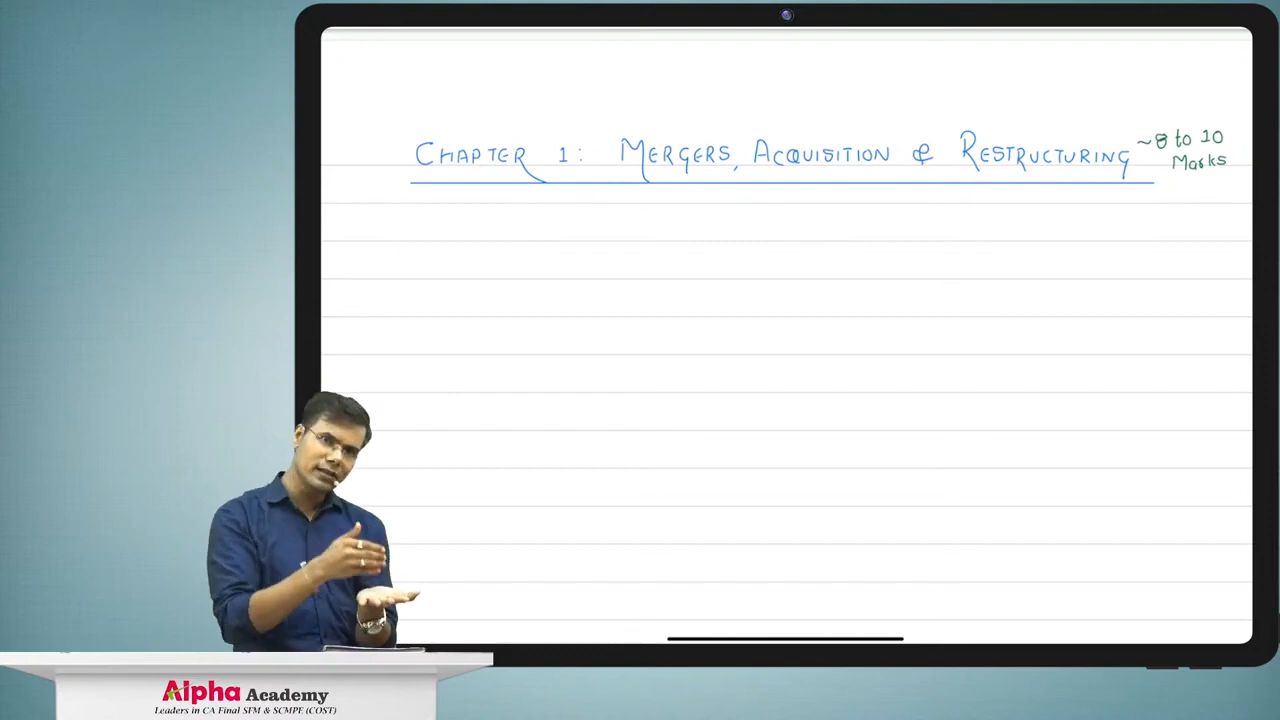 CHAPTER 1: MERGERS, ACQUISITION & RESTRUCTURING
~8 to 10
Marks
Alpha Academy
Leaders in CA Final SFM & SCMPE (COST)